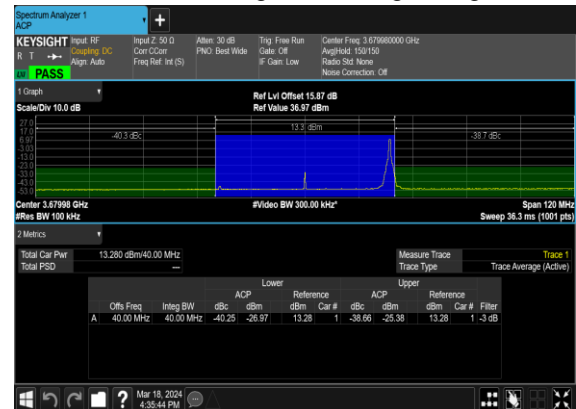 Spectrum Analyzer 1
ACP
+
KEYSIGHT Input: RF Input Z: 50 Ω Atten: 30 dB Trig: Free Run Center Freq: 3.679980000 GHz
R T Coupling: DC Corr CCorr PNO: Best Wide Gate: Off Avg|Hold: 150/150
Align: Auto Freq Ref: Int (S) IF Gain: Low Radio Std: None
Noise Correction: Off
PASS
1 Graph
Scale/Div 10.0 dB
Ref Lvl Offset 15.87 dB
Ref Value 36.97 dBm
27.0
17.0
6.97
-3.03
-13.0
-23.0
-33.0
-43.0
-53.0
-40.3 dBc
13.3 dBm
-38.7 dBc
Center 3.67998 GHz #Video BW 300.00 kHz* Span 120 MHz
#Res BW 100 kHz Sweep 36.3 ms (1001 pts)
2 Metrics
Total Car Pwr 13.280 dBm/40.00 MHz Measure Trace Trace 1
Total PSD --- Trace Type Trace Average (Active)
Lower Upper
ACP Reference ACP Reference
Offs Freq Integ BW dBc dBm dBm Car # dBc dBm dBm Car # Filter
A 40.00 MHz 40.00 MHz -40.25 -26.97 13.28 1 -38.66 -25.38 13.28 1 -3 dB
?
Mar 18, 2024
4:35:44 PM